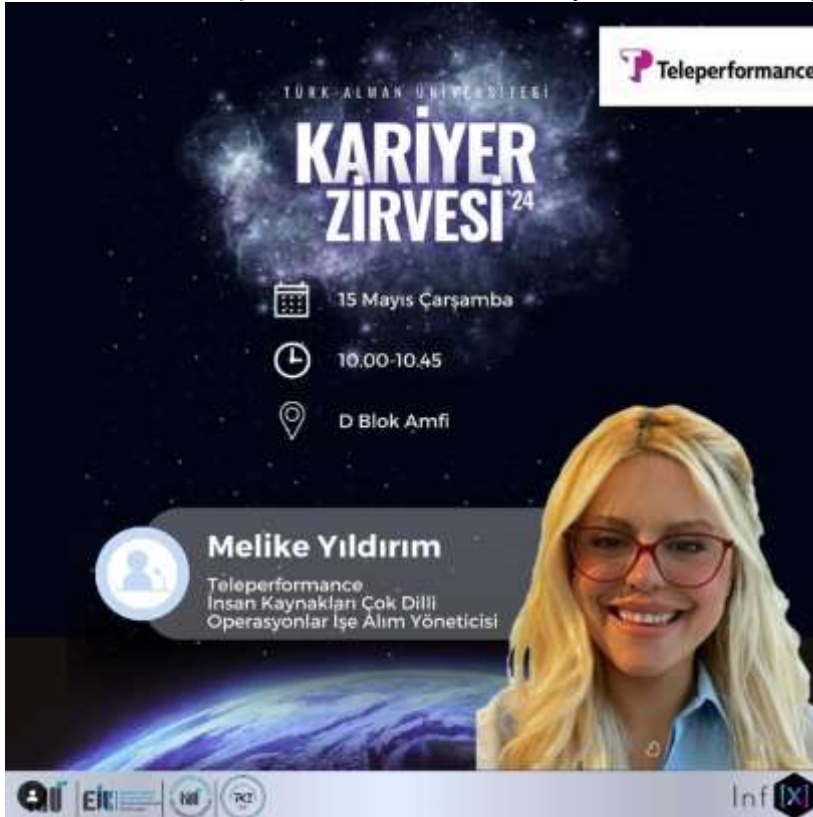 Teleperformance
TÜRK-ALMAN ÜNİVERSİTESİ
KARİYER
ZİRVESİ '24
15 Mayıs Çarşamba
10.00-10.45
D Blok Amfi
Melike Yıldırım
Teleperformance
İnsan Kaynakları Çok Dilli
Operasyonlar İşe Alım Yöneticisi
Inf[X]